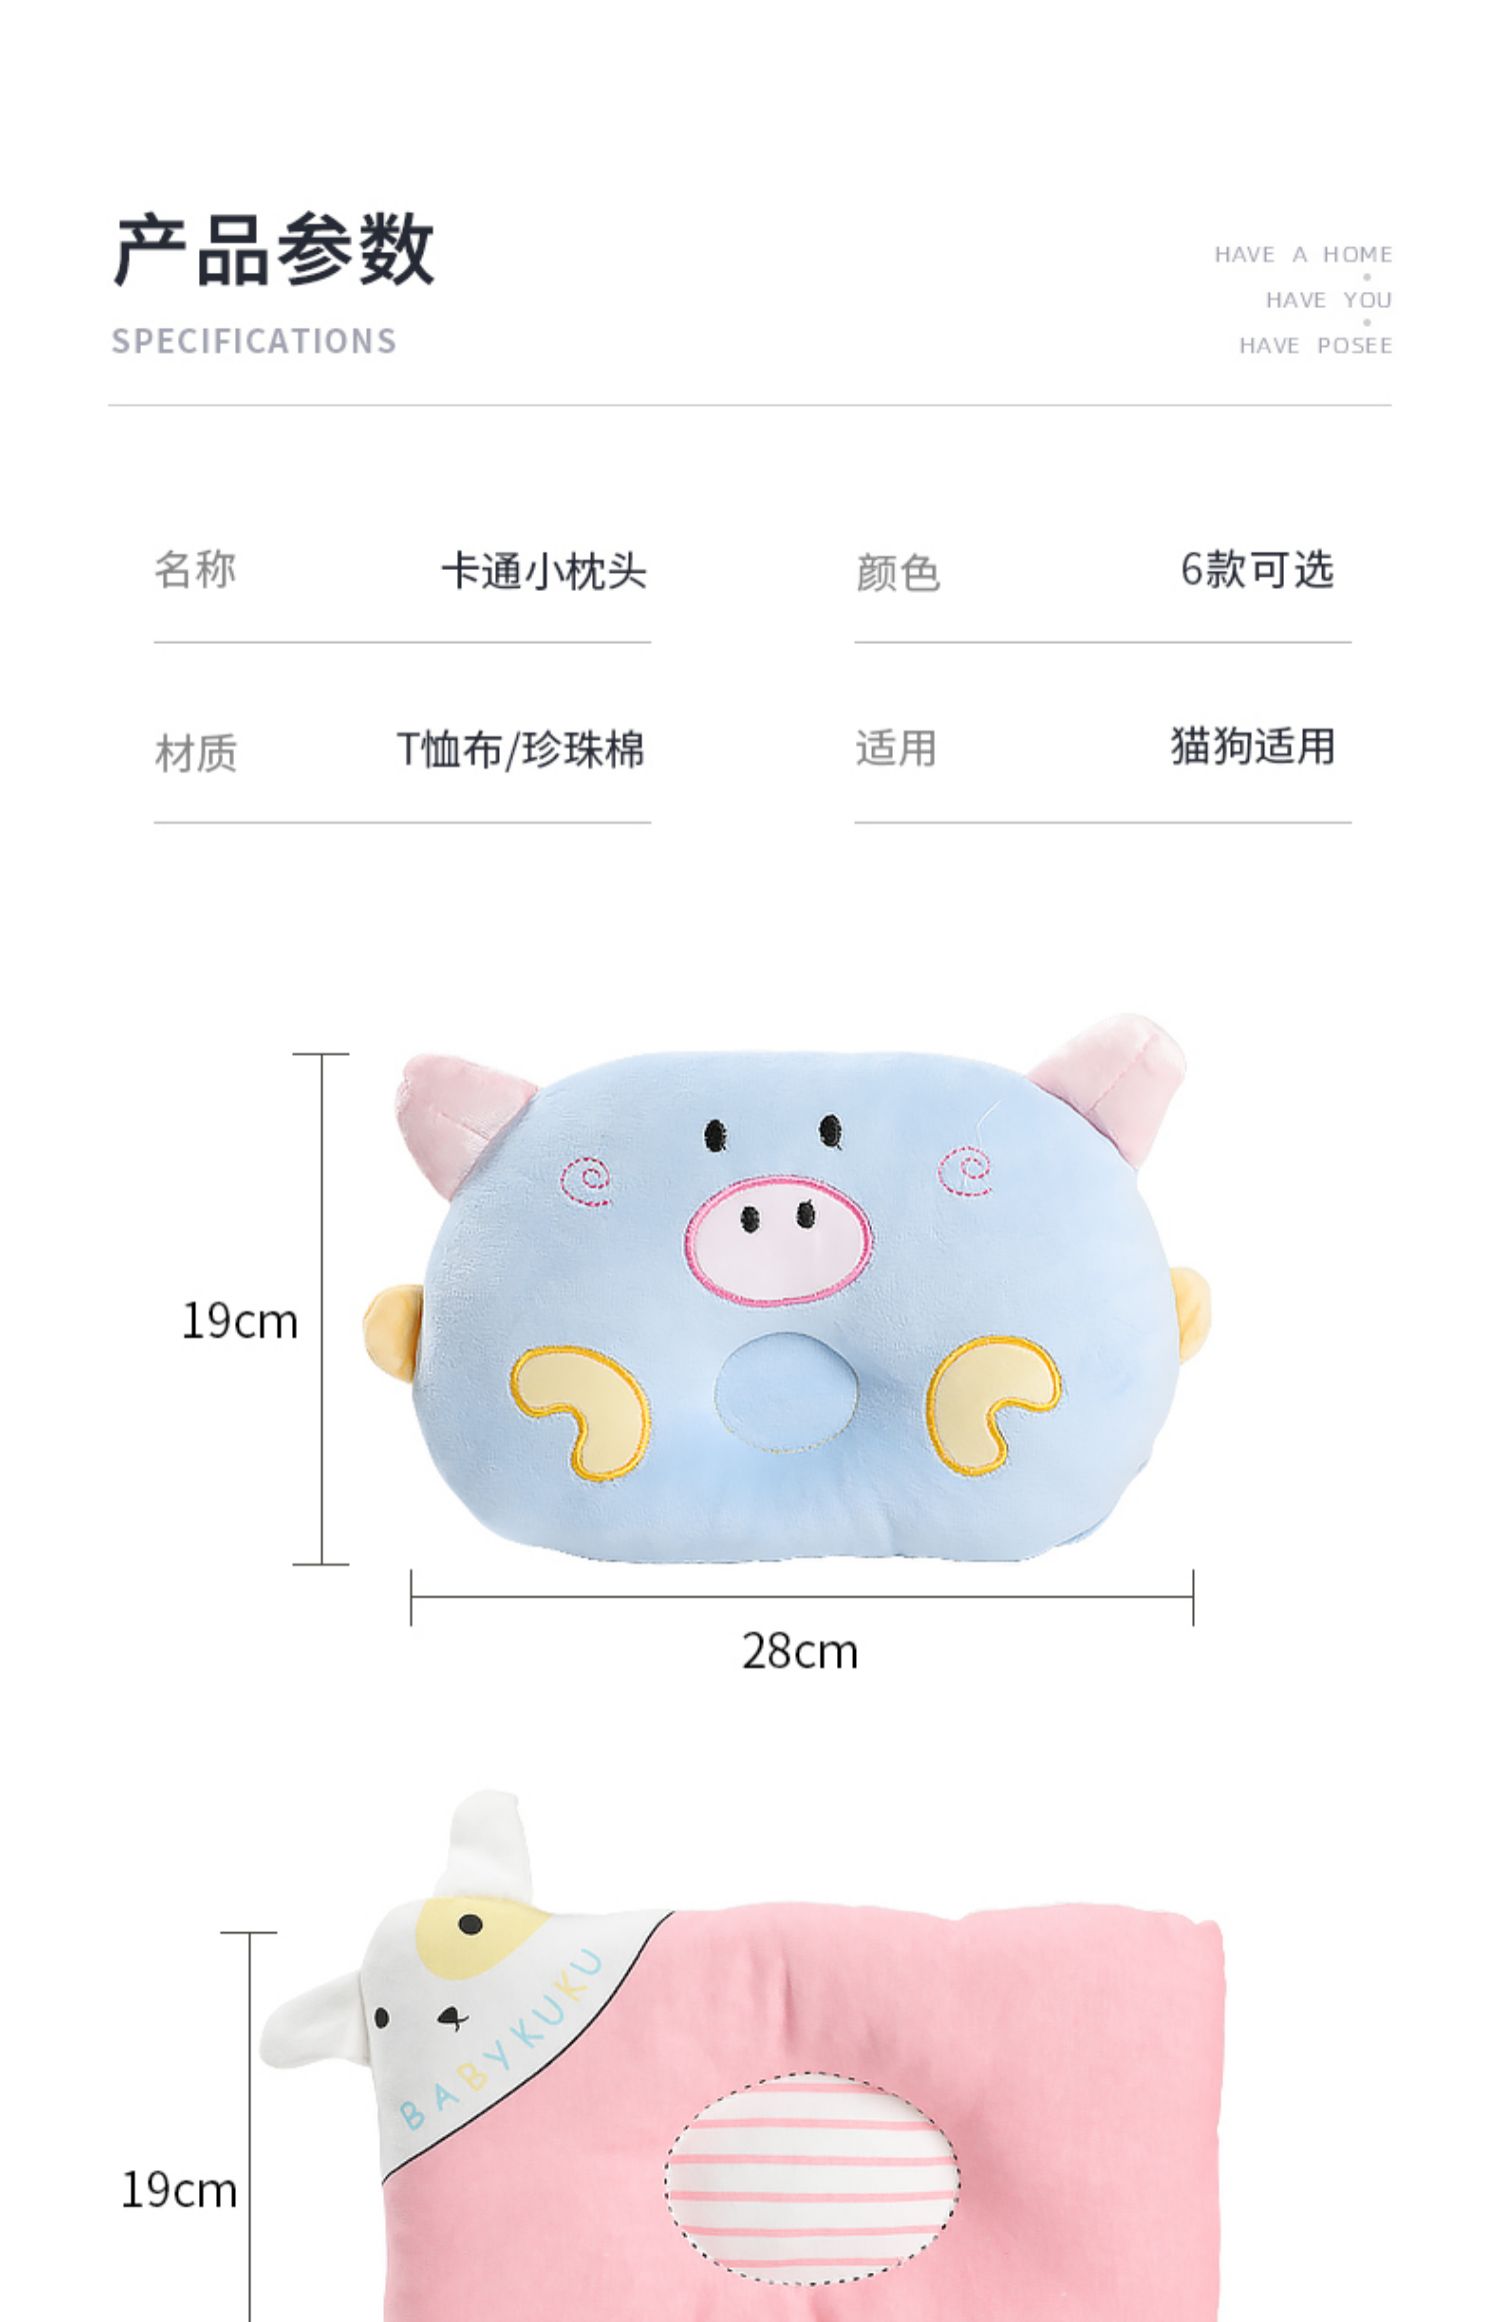 产品参数
SPECIFICATIONS
HAVE A HOME
HAVE YOU
HAVE POSEE
名称 卡通小枕头
颜色 6款可选
材质 T恤布/珍珠棉
适用 猫狗适用
19cm
28cm
BABYKUKU
19cm